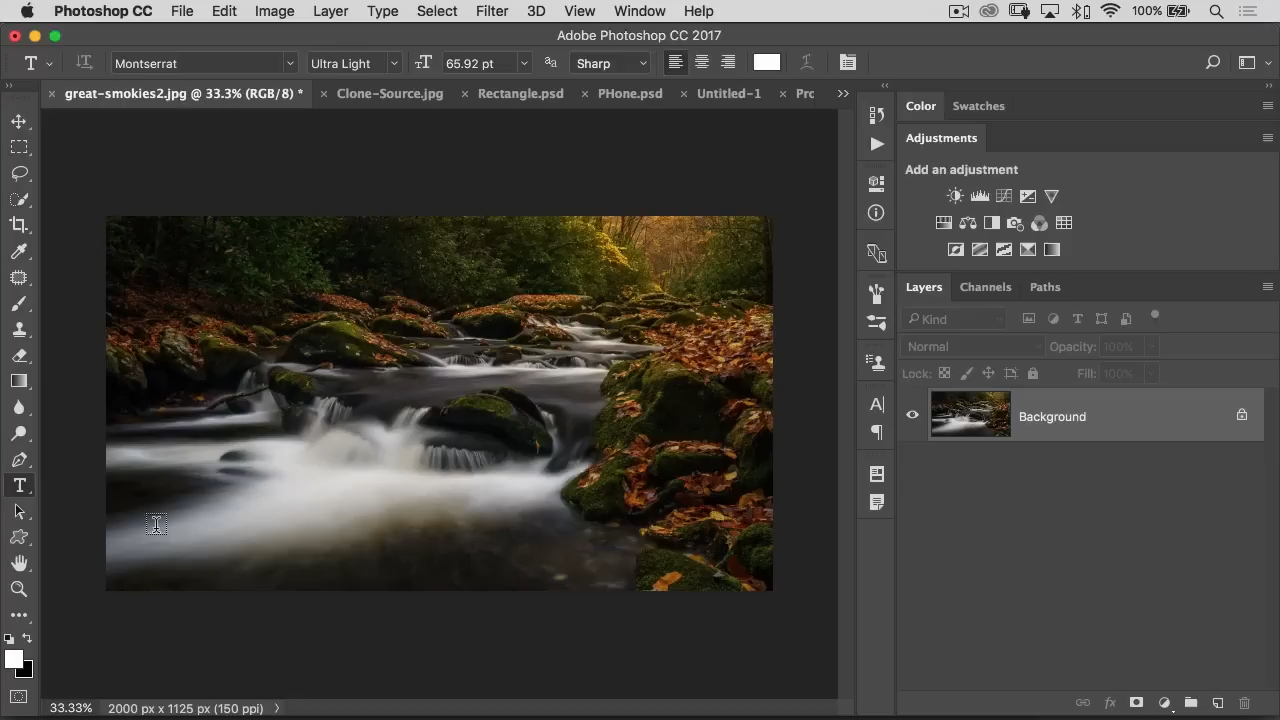 Photoshop CC File Edit Image Layer Type Select Filter 3D View Window Help 100%
Adobe Photoshop CC 2017
Montserrat Ultra Light 65.92 pt Sharp
great-smokies2.jpg @ 33.3% (RGB/8) * Clone-Source.jpg Rectangle.psd PHone.psd Untitled-1 Pro
Color Swatches
Adjustments
Add an adjustment
Layers Channels Paths
Kind
Normal Opacity: 100%
Lock: Fill: 100%
Background
33.33% 2000 px x 1125 px (150 ppi)